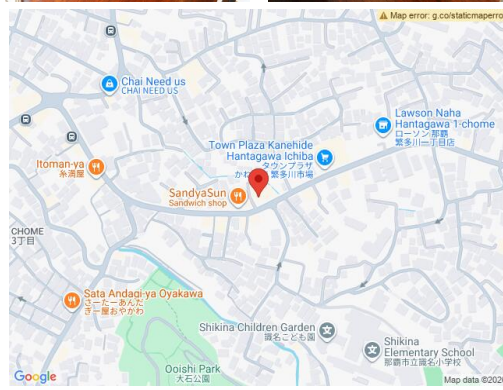 Map error: g.co/staticmaperro
Chai Need us
CHAI NEED US
Lawson Naha
Hantagawa 1-chome
ローソン 那覇
繁多川一丁目店
Town Plaza Kanehide
Hantagawa Ichiba
タウンプラザ
かね 繁多川市場
Itoman-ya
糸満屋
SandyaSun
Sandwich shop
CHOME
3丁目
Sata Andagi-ya Oyakawa
さーたーあんだ
ぎー屋おやかわ
Shikina Children Garden
識名こども園
Shikina
Elementary School
那覇市立識名小学校
Ooishi Park
大石公園
Google
Map data ©202